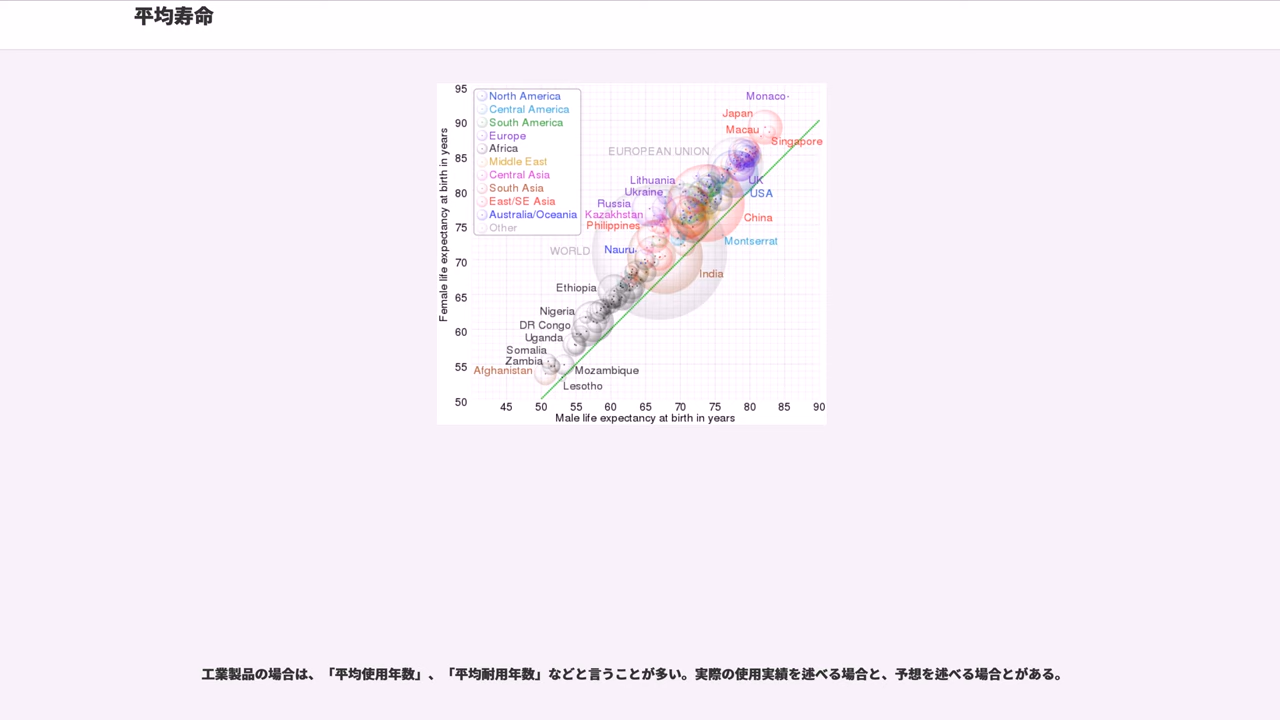 平均寿命
95
90
85
80
75
70
65
60
55
50
Female life expectancy at birth in years
North America
Central America
South America
Europe
Africa
Middle East
Central Asia
South Asia
East/SE Asia
Australia/Oceania
Other
Monaco
Japan
Macau
Singapore
EUROPEAN UNION
Lithuania
UK
Ukraine
USA
Russia
Kazakhstan
China
Philippines
Montserrat
WORLD
Nauru
India
Ethiopia
Nigeria
DR Congo
Uganda
Somalia
Zambia
Afghanistan
Mozambique
Lesotho
45 50 55 60 65 70 75 80 85 90
Male life expectancy at birth in years
工業製品の場合は、「平均使用年数」、「平均耐用年数」などと言うことが多い。実際の使用実績を述べる場合と、予想を述べる場合とがある。